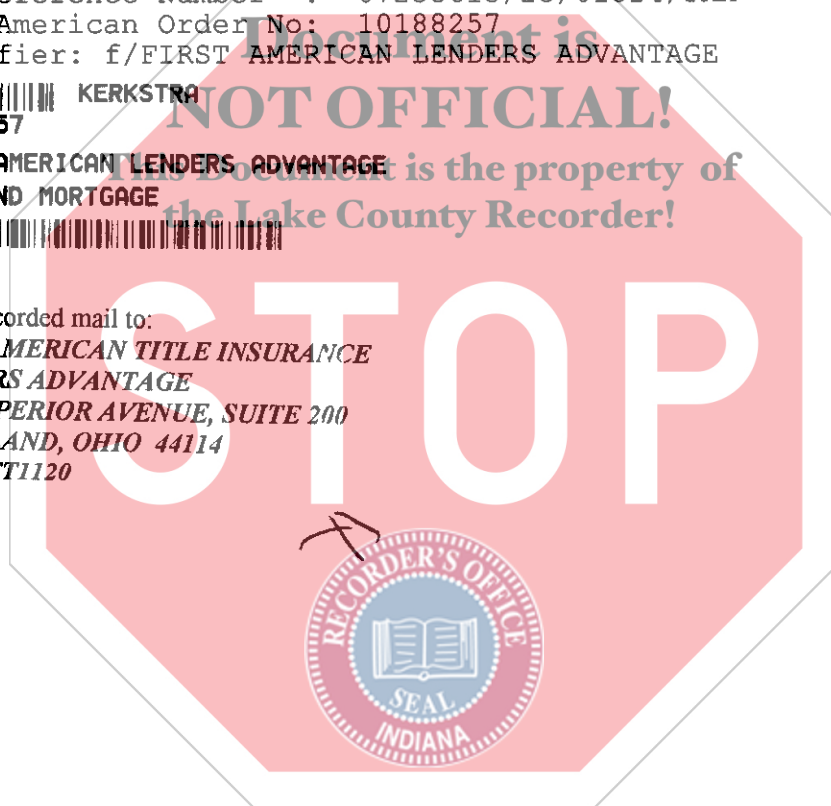 American Order No: 10188257
fier: f/FIRST AMERICAN LENDERS ADVANTAGE
Document is
KERKSTRA
NOT OFFICIAL!
57
AMERICAN LENDERS ADVANTAGE
This Document is the property of
ND MORTGAGE
the Lake County Recorder!
STOP
corded mail to:
MERICAN TITLE INSURANCE
RS ADVANTAGE
PERIOR AVENUE, SUITE 200
AND, OHIO 44114
FT1120
RECORDER'S OFFICE
SEAL
INDIANA